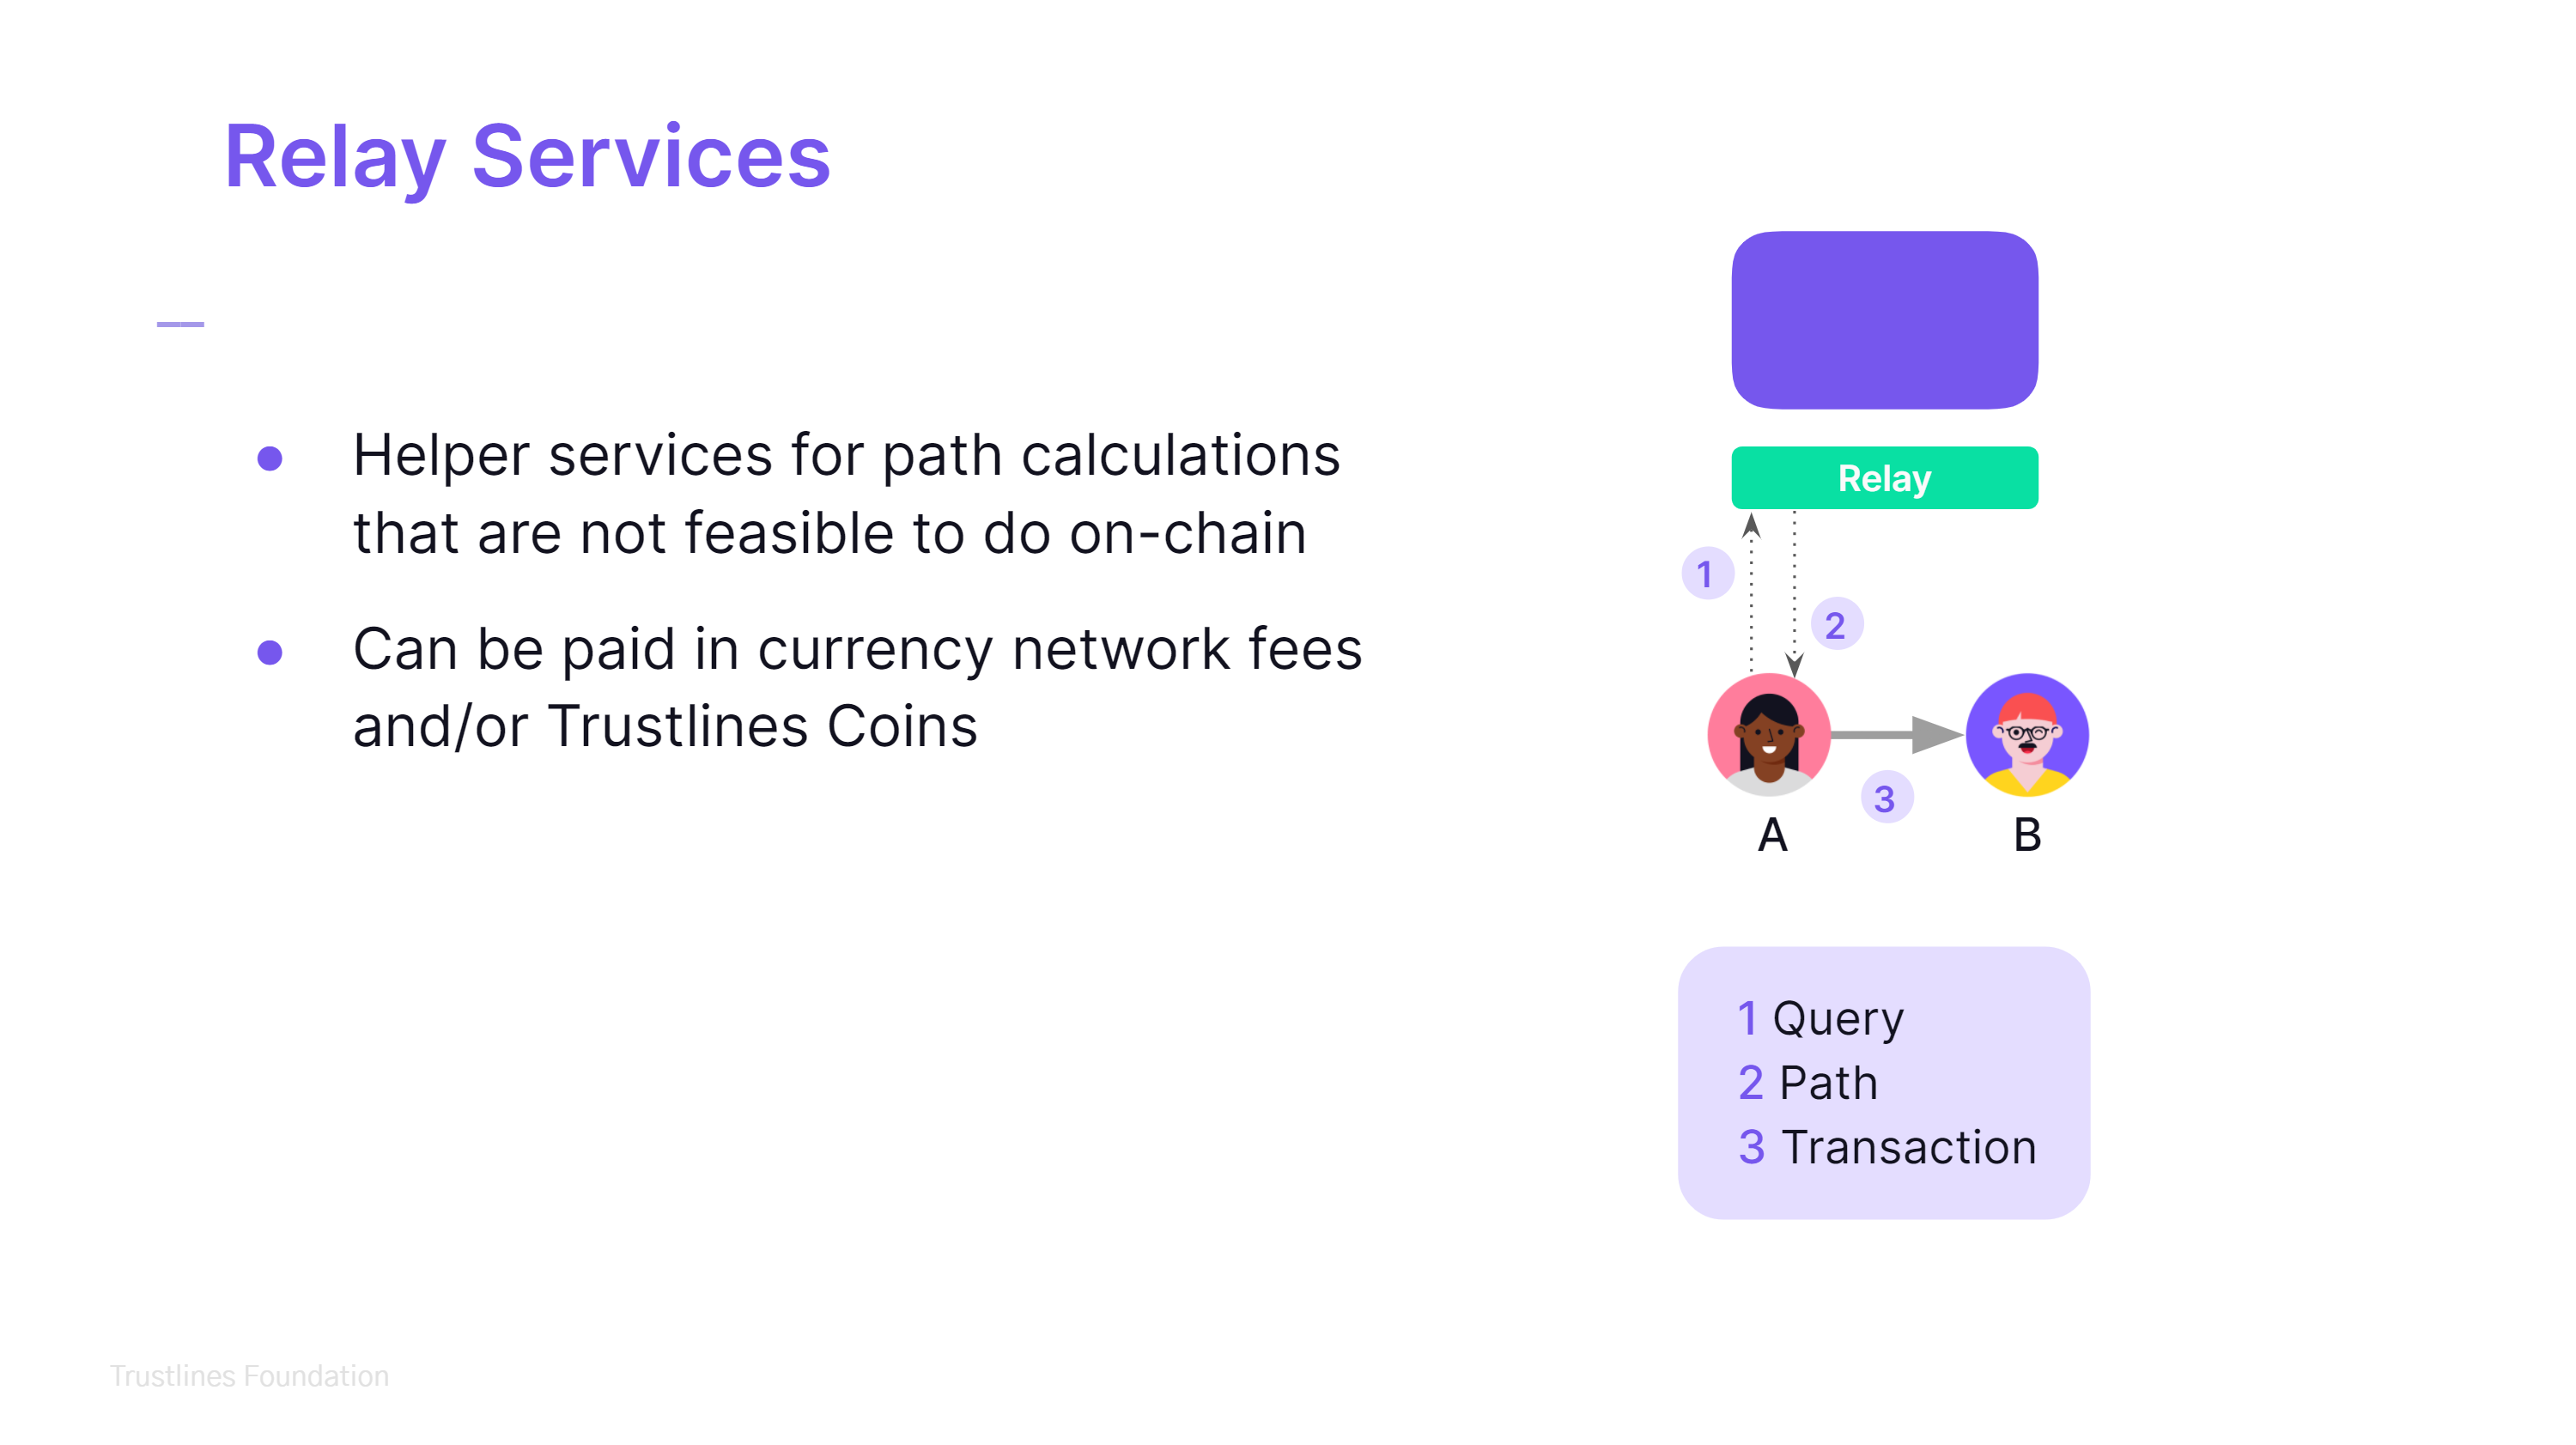 Relay Services
Helper services for path calculations
that are not feasible to do on-chain
Can be paid in currency network fees
and/or Trustlines Coins
Relay
1
2
3
A
B
1 Query
2 Path
3 Transaction
Trustlines Foundation